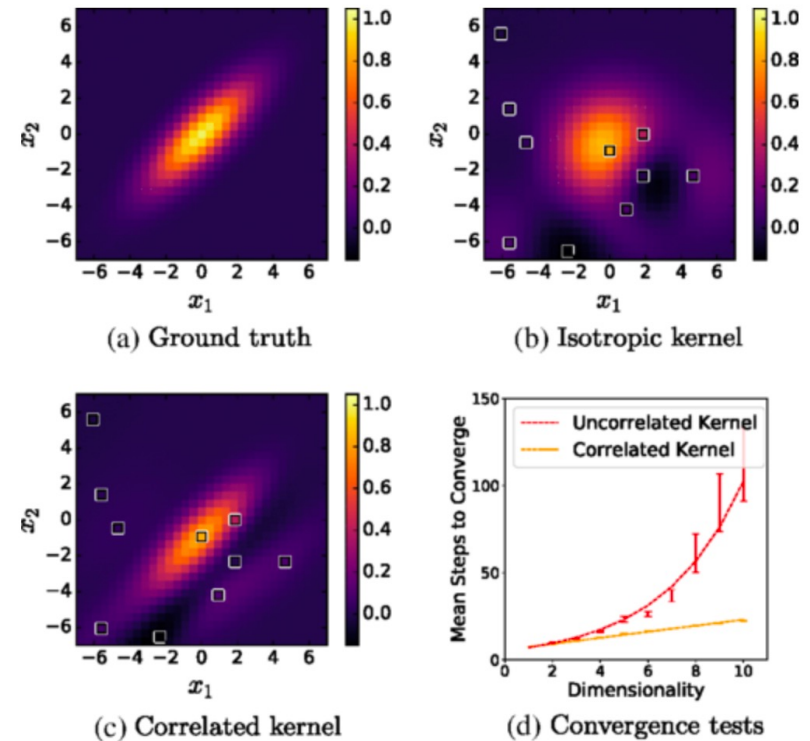 6
4
2
0
−2
−4
−6
x₂
−6 −4 −2 0 2 4 6
x₁
1.0
0.8
0.6
0.4
0.2
0.0
(a) Ground truth
6
4
2
0
−2
−4
−6
x₂
−6 −4 −2 0 2 4 6
x₁
1.0
0.8
0.6
0.4
0.2
0.0
(b) Isotropic kernel
6
4
2
0
−2
−4
−6
x₂
−6 −4 −2 0 2 4 6
x₁
1.0
0.8
0.6
0.4
0.2
0.0
(c) Correlated kernel
150
100
50
0
Mean Steps to Converge
Uncorrelated Kernel
Correlated Kernel
0 2 4 6 8 10
Dimensionality
(d) Convergence tests